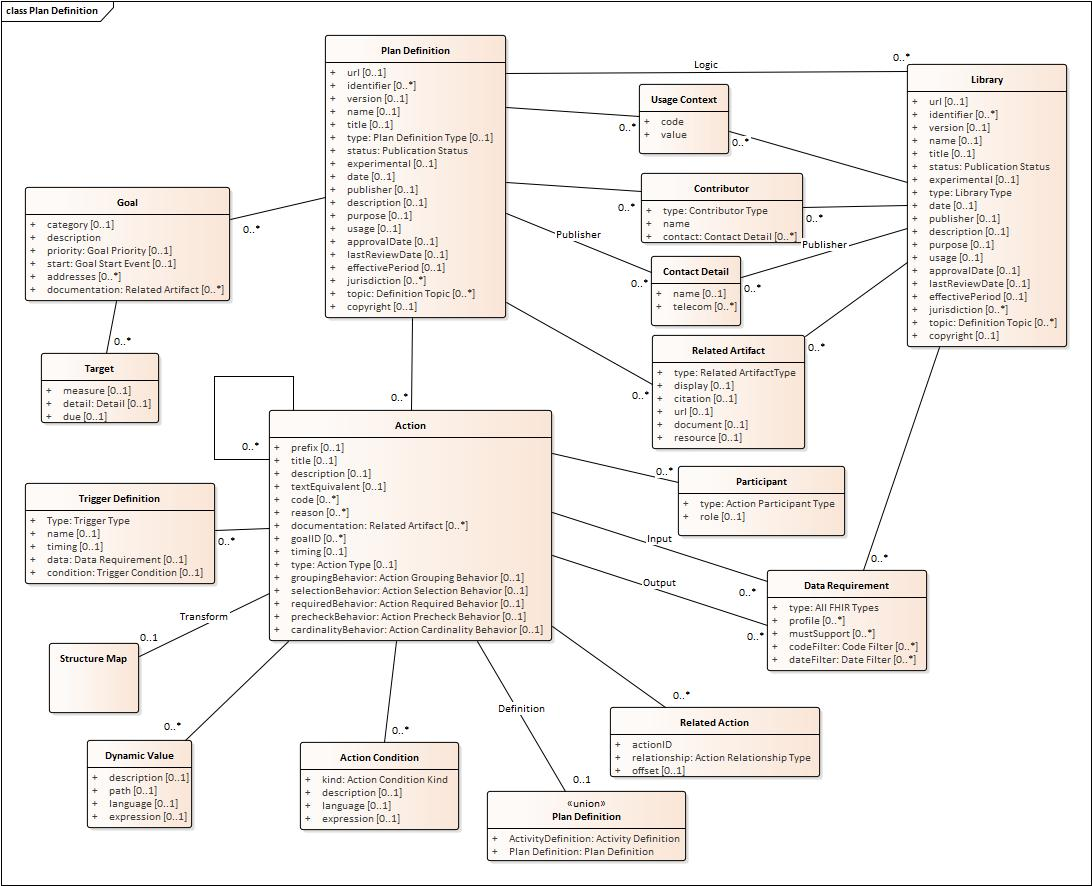 class Plan Definition
Plan Definition
+ url [0..1]
+ identifier [0..*]
+ version [0..1]
+ name [0..1]
+ title [0..1]
+ type: Plan Definition Type [0..1]
+ status: Publication Status
+ experimental [0..1]
+ date [0..1]
+ publisher [0..1]
+ description [0..1]
+ purpose [0..1]
+ usage [0..1]
+ approvalDate [0..1]
+ lastReviewDate [0..1]
+ effectivePeriod [0..1]
+ jurisdiction [0..*]
+ topic: Definition Topic [0..*]
+ copyright [0..1]
Logic
0..*
Library
+ url [0..1]
+ identifier [0..*]
+ version [0..1]
+ name [0..1]
+ title [0..1]
+ status: Publication Status
+ experimental [0..1]
+ type: Library Type
+ date [0..1]
+ publisher [0..1]
+ description [0..1]
+ purpose [0..1]
+ usage [0..1]
+ approvalDate [0..1]
+ lastReviewDate [0..1]
+ effectivePeriod [0..1]
+ jurisdiction [0..*]
+ topic: Definition Topic [0..*]
+ copyright [0..1]
Usage Context
+ code
+ value
0..*
0..*
Contributor
+ type: Contributor Type
+ name
+ contact: Contact Detail [0..*]
0..*
0..*
Publisher
Publisher
Contact Detail
+ name [0..1]
+ telecom [0..*]
0..*
0..*
Related Artifact
+ type: Related ArtifactType
+ display [0..1]
+ citation [0..1]
+ url [0..1]
+ document [0..1]
+ resource [0..1]
0..*
0..*
Goal
+ category [0..1]
+ description
+ priority: Goal Priority [0..1]
+ start: Goal Start Event [0..1]
+ addresses [0..*]
+ documentation: Related Artifact [0..*]
0..*
0..*
Target
+ measure [0..1]
+ detail: Detail [0..1]
+ due [0..1]
0..*
0..*
Action
+ prefix [0..1]
+ title [0..1]
+ description [0..1]
+ textEquivalent [0..1]
+ code [0..*]
+ reason [0..*]
+ documentation: Related Artifact [0..*]
+ goalID [0..*]
+ timing [0..1]
+ type: Action Type [0..1]
+ groupingBehavior: Action Grouping Behavior [0..1]
+ selectionBehavior: Action Selection Behavior [0..1]
+ requiredBehavior: Action Required Behavior [0..1]
+ precheckBehavior: Action Precheck Behavior [0..1]
+ cardinalityBehavior: Action Cardinality Behavior [0..1]
Trigger Definition
+ Type: Trigger Type
+ name [0..1]
+ timing [0..1]
+ data: Data Requirement [0..1]
+ condition: Trigger Condition [0..1]
0..*
Participant
+ type: Action Participant Type
+ role [0..1]
0..*
Input
Output
0..*
0..*
0..*
Data Requirement
+ type: All FHIR Types
+ profile [0..*]
+ mustSupport [0..*]
+ codeFilter: Code Filter [0..*]
+ dateFilter: Date Filter [0..*]
Transform
0..1
Structure Map
0..*
Dynamic Value
+ description [0..1]
+ path [0..1]
+ language [0..1]
+ expression [0..1]
0..*
Action Condition
+ kind: Action Condition Kind
+ description [0..1]
+ language [0..1]
+ expression [0..1]
Definition
0..1
«union»
Plan Definition
+ ActivityDefinition: Activity Definition
+ Plan Definition: Plan Definition
0..*
Related Action
+ actionID
+ relationship: Action Relationship Type
+ offset [0..1]